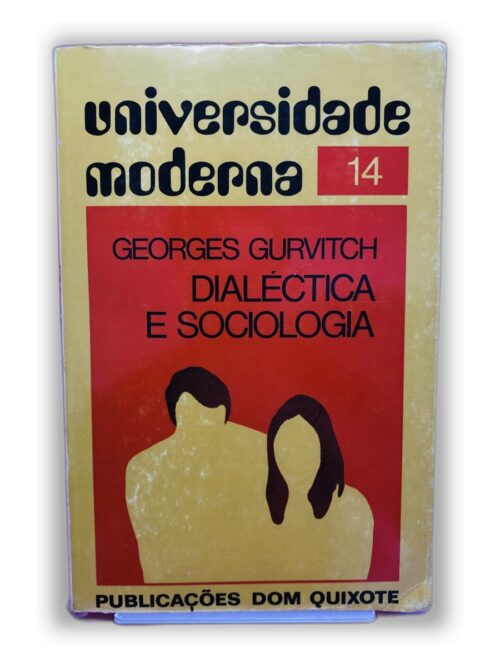 universidade
moderna 14
GEORGES GURVITCH
DIALÉCTICA
E SOCIOLOGIA
PUBLICAÇÕES DOM QUIXOTE